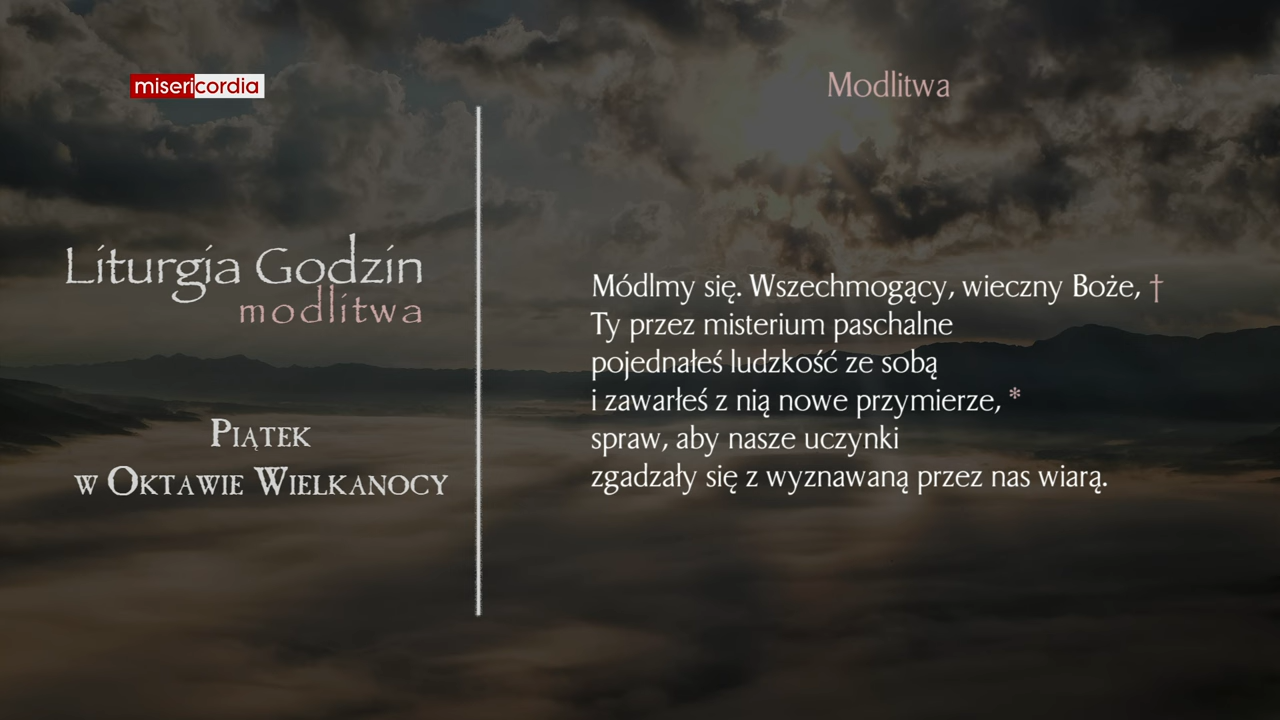 misericordia
Liturgia Godzin
modlitwa
Piątek
w Oktawie Wielkanocy
Modlitwa
Módlmy się. Wszechmogący, wieczny Boże, †
Ty przez misterium paschalne
pojednałeś ludzkość ze sobą
i zawarłeś z nią nowe przymierze, *
spraw, aby nasze uczynki
zgadzały się z wyznawaną przez nas wiarą.